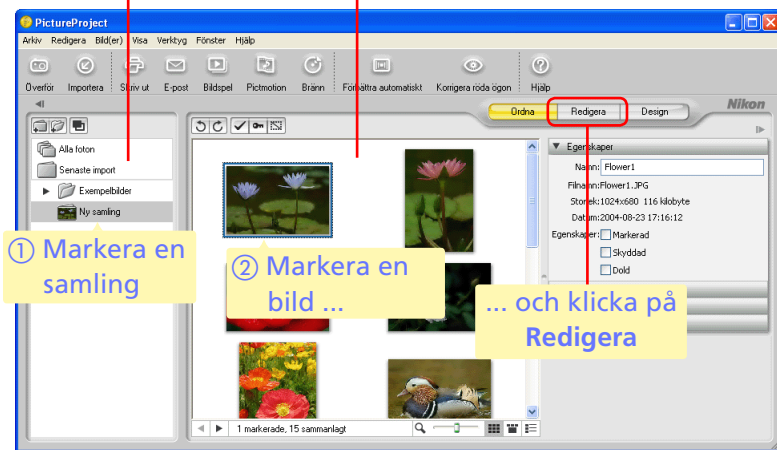 PictureProject
Arkiv Redigera Bild(er) Visa Verktyg Fönster Hjälp
Överför Importera Skriv ut E-post Bildspel Pictmotion Bränn Förbättra automatiskt Korrigera röda ögon Hjälp
Ordna Redigera Design Nikon
Alla foton
Senaste import
Exempelbilder
Ny samling
① Markera en
samling
② Markera en
bild ...
Egenskaper
Namn: Flower1
Filnamn: Flower1.JPG
Storlek: 1024x680 116 kilobyte
Datum: 2004-08-23 17:16:12
Egenskaper: Markerad
Skyddad
Dold
... och klicka på
Redigera
1 markerade, 15 sammanlagt